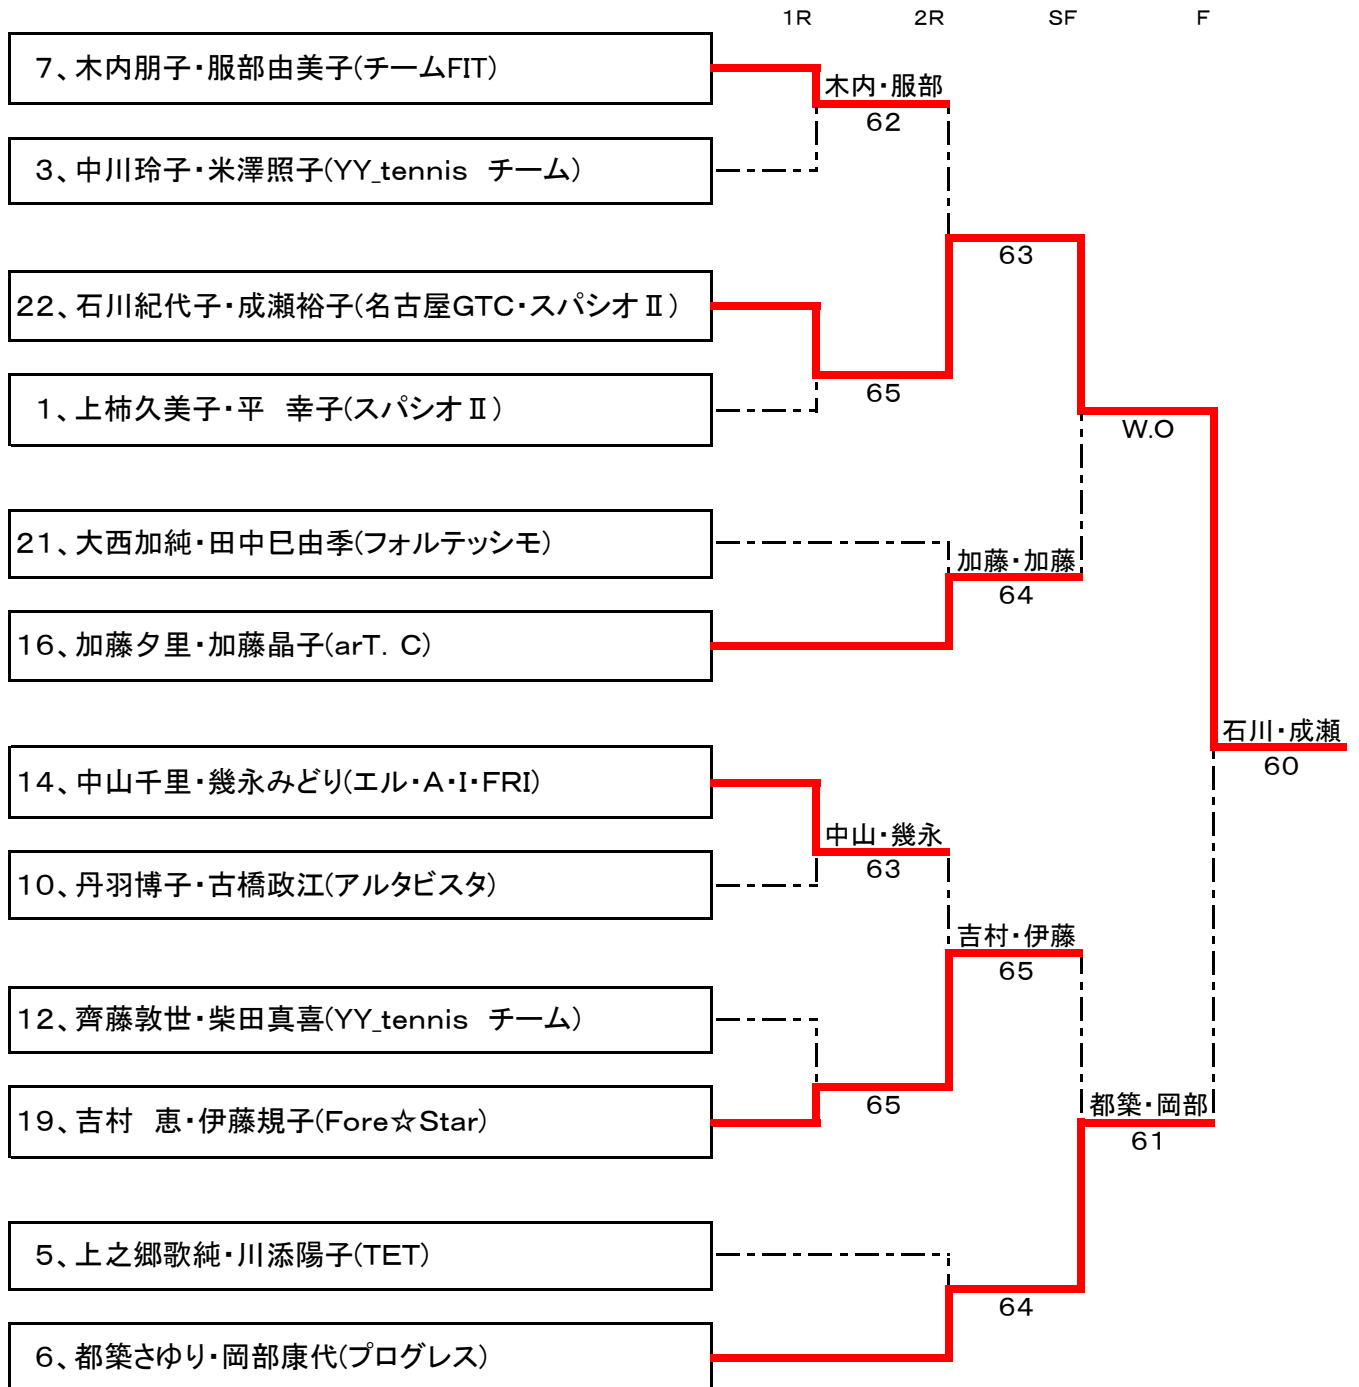 1R 2R SF F
7、木内朋子・服部由美子(チームFIT)
木内・服部
62
3、中川玲子・米澤照子(YY_tennis　チーム)
63
22、石川紀代子・成瀬裕子(名古屋GTC・スパシオⅡ)
65
1、上柿久美子・平　幸子(スパシオⅡ)
W.O
21、大西加純・田中巳由季(フォルテッシモ)
加藤・加藤
64
16、加藤夕里・加藤晶子(arT．C)
石川・成瀬
60
14、中山千里・幾永みどり(エル・A・I・FRI)
中山・幾永
63
10、丹羽博子・古橋政江(アルタビスタ)
吉村・伊藤
65
12、齊藤敦世・柴田真喜(YY_tennis　チーム)
65
都築・岡部
61
19、吉村　恵・伊藤規子(Fore☆Star)
5、上之郷歌純・川添陽子(TET)
64
6、都築さゆり・岡部康代(プログレス)